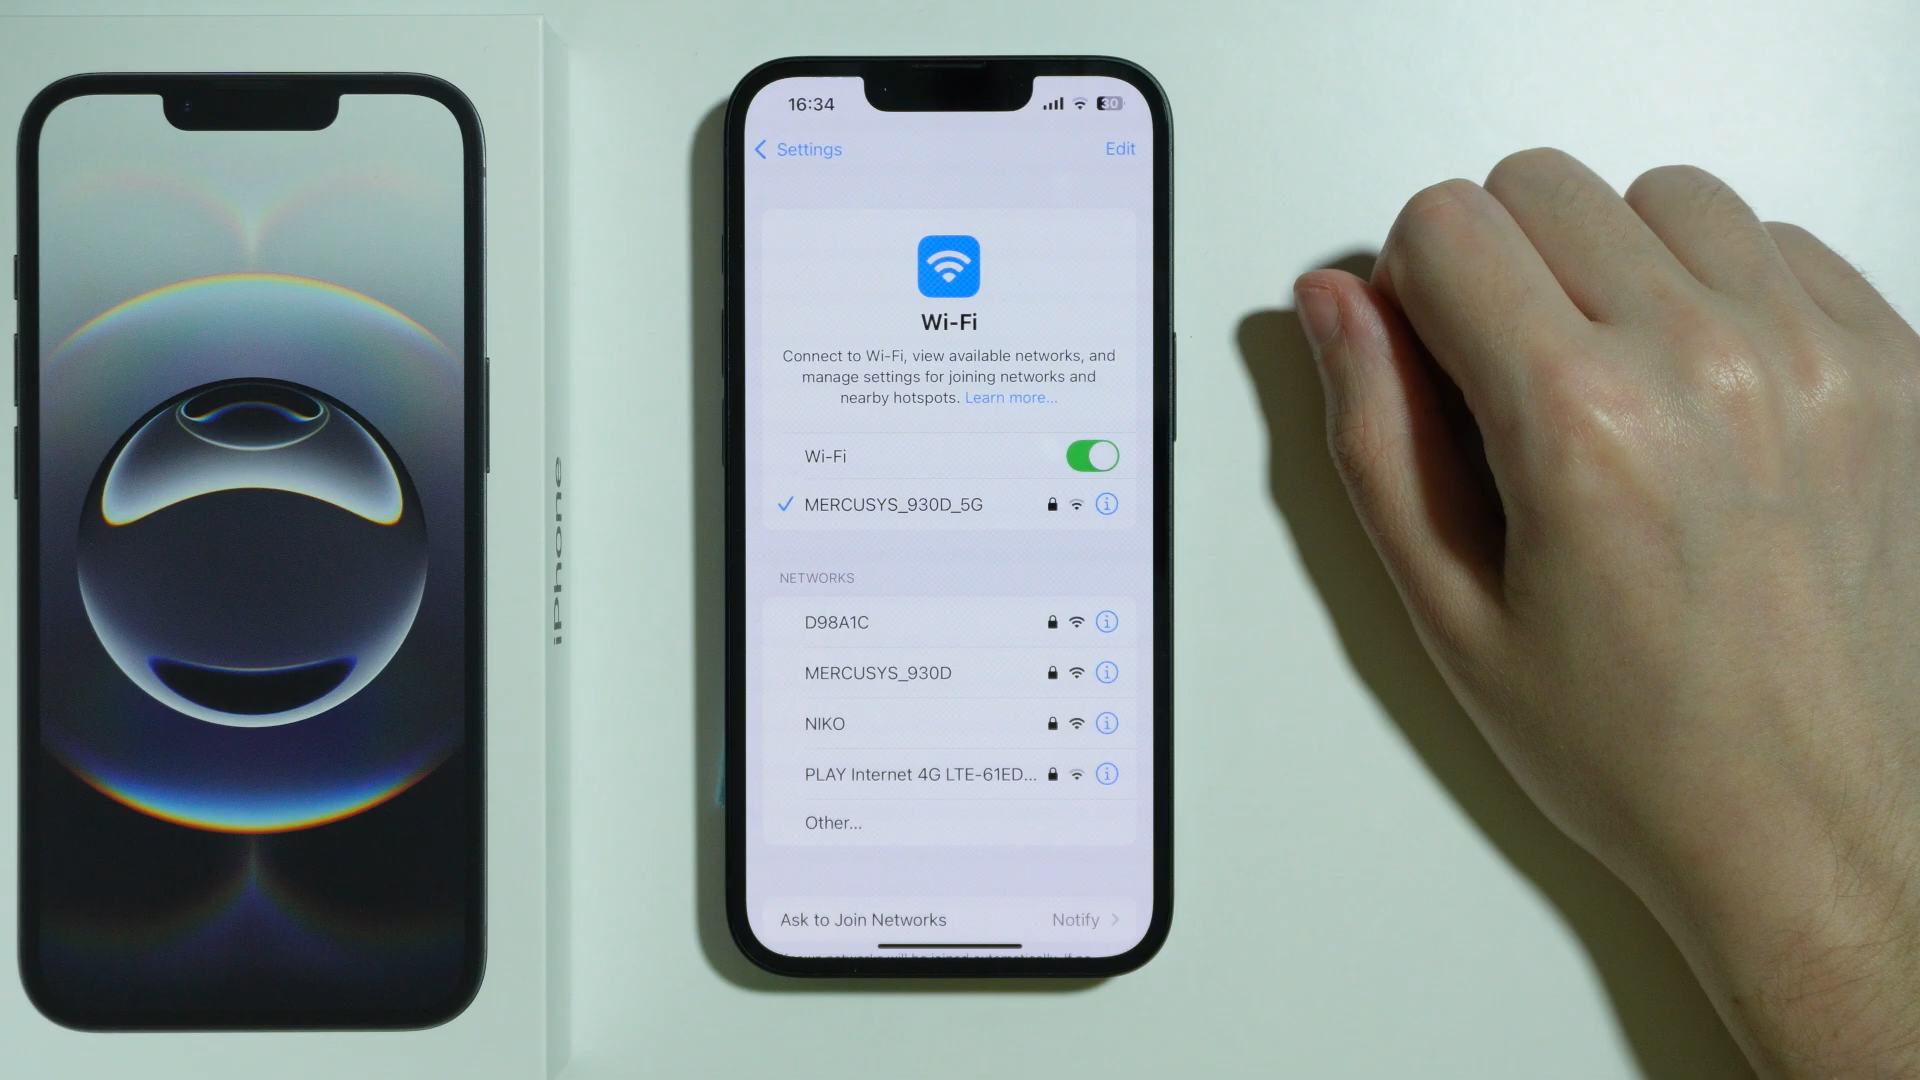 iPhone
16:34
30
Settings
Edit
Wi-Fi
Connect to Wi-Fi, view available networks, and
manage settings for joining networks and
nearby hotspots. Learn more...
Wi-Fi
MERCUSYS_930D_5G
NETWORKS
D98A1C
MERCUSYS_930D
NIKO
PLAY Internet 4G LTE-61ED...
Other...
Ask to Join Networks
Notify